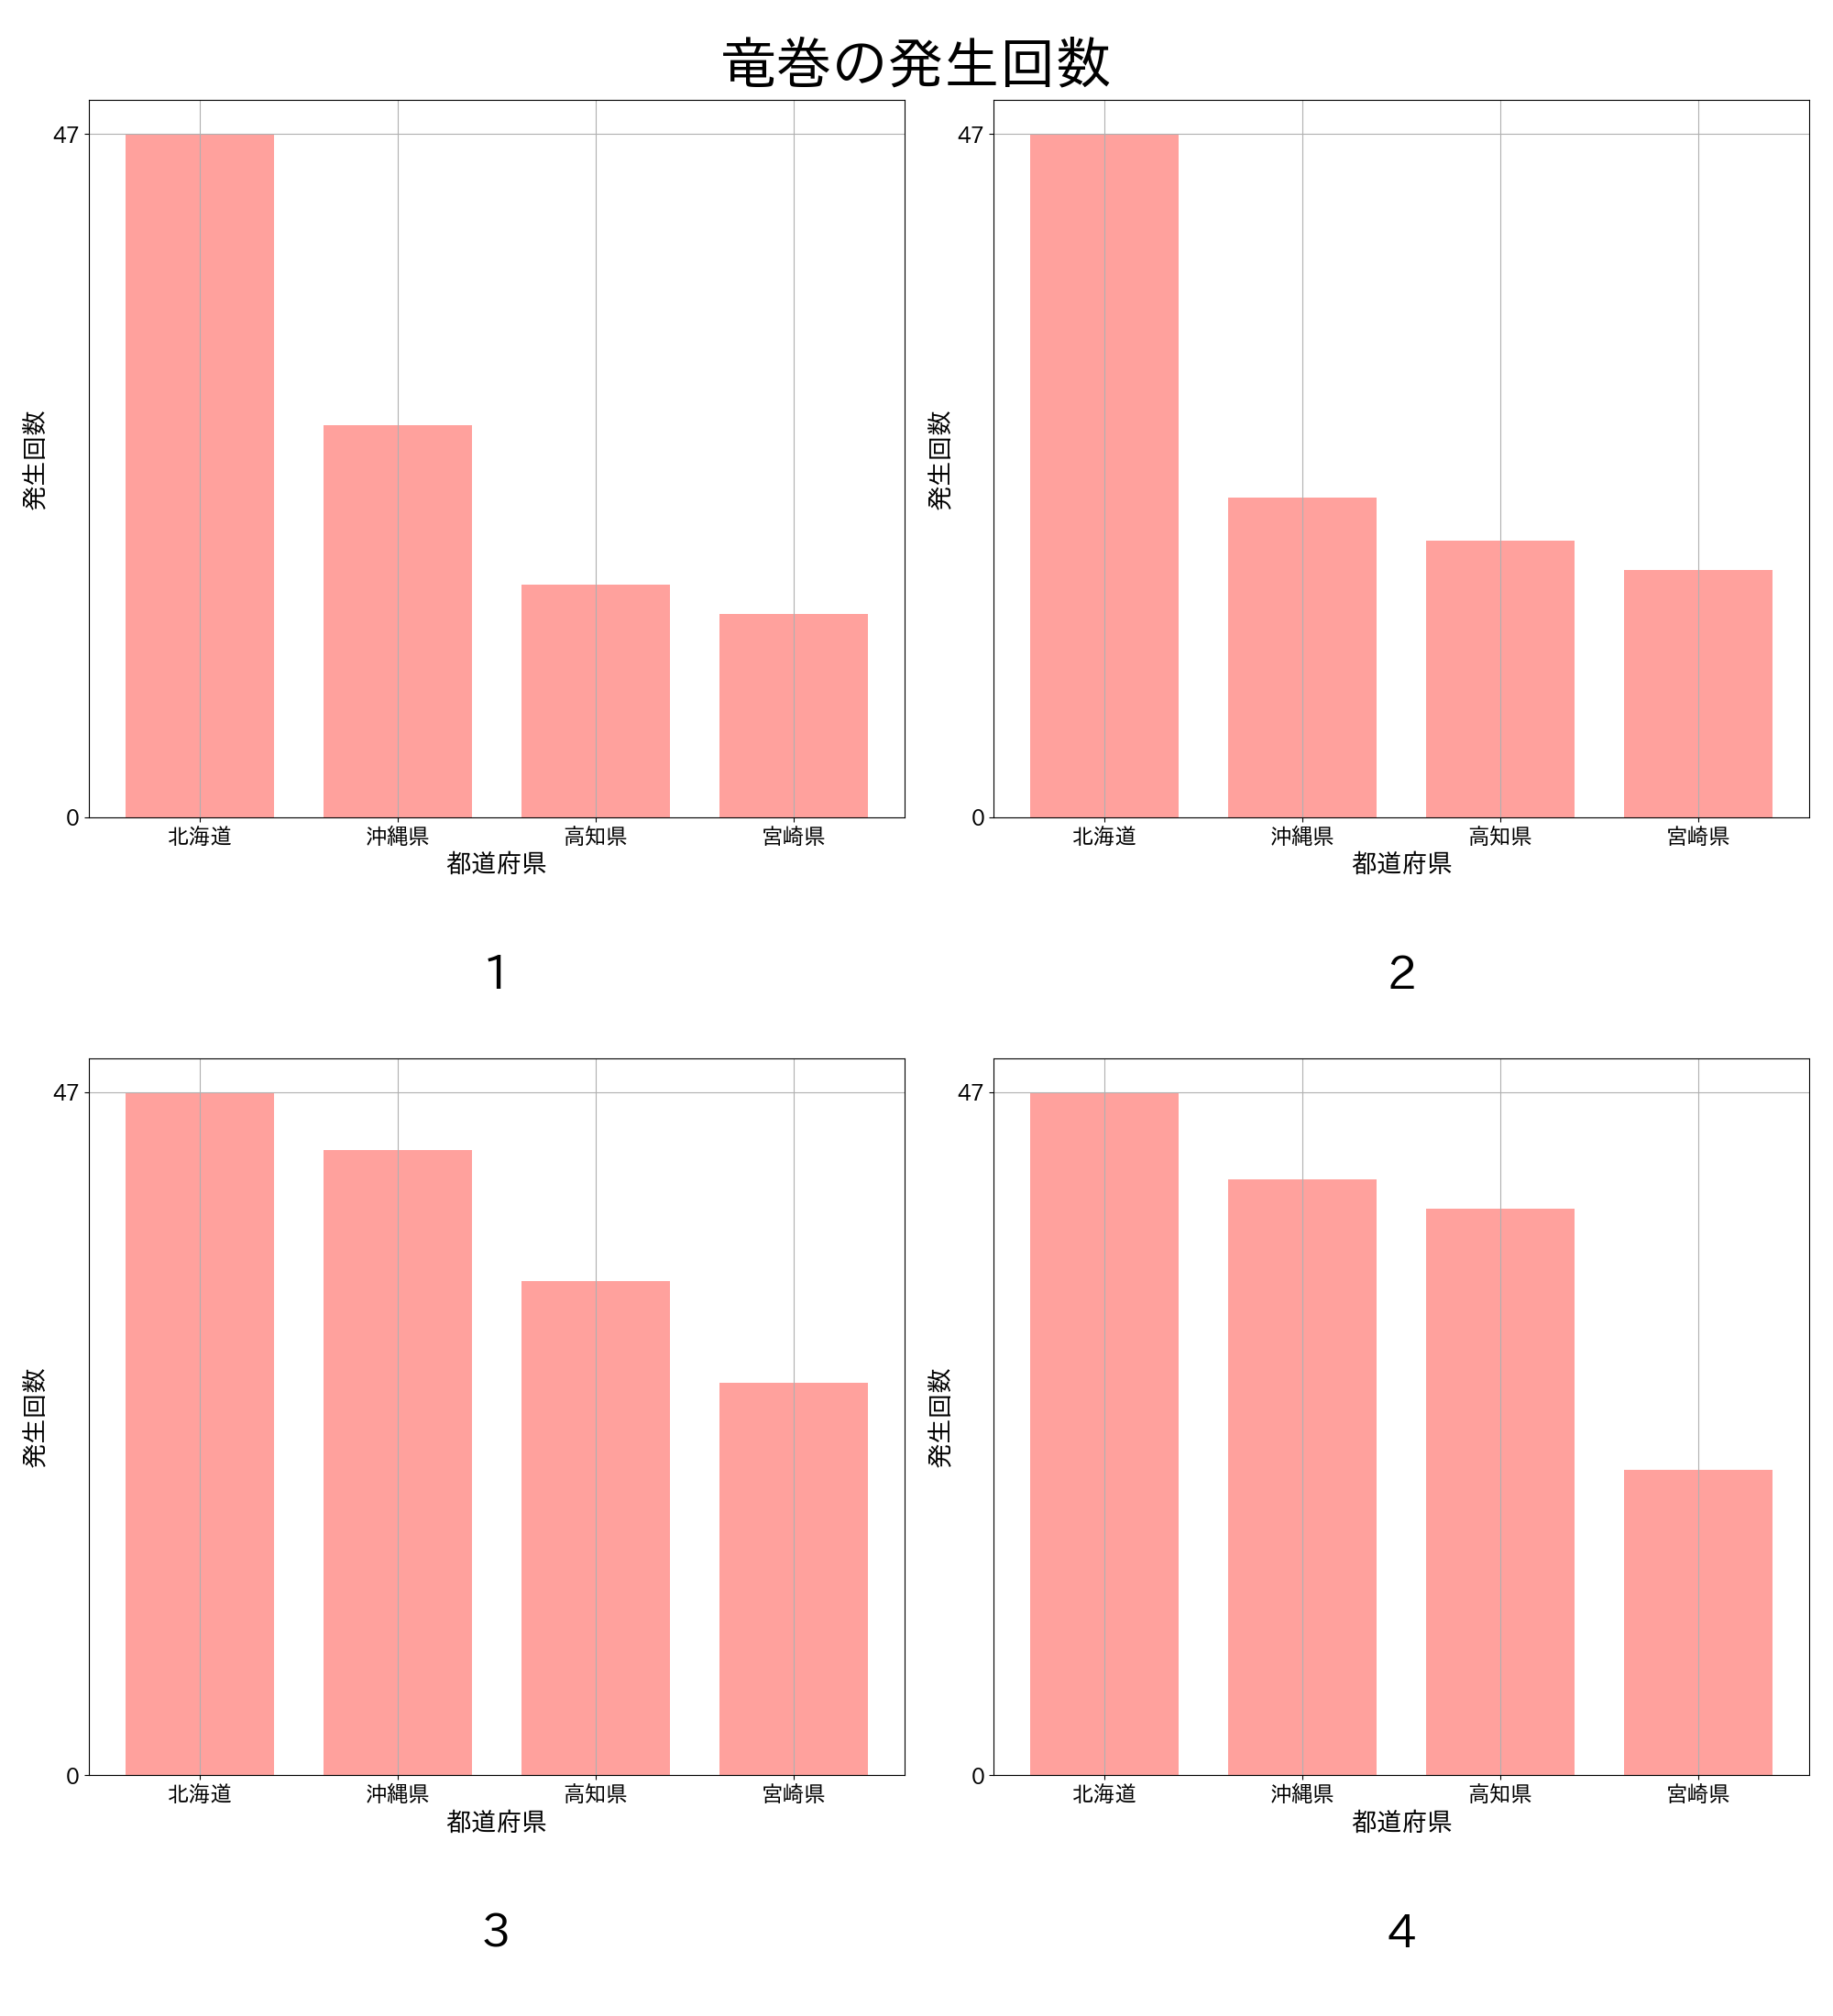 竜巻の発生回数
47
0
発生回数
北海道 沖縄県 高知県 宮崎県
都道府県
1
47
0
発生回数
北海道 沖縄県 高知県 宮崎県
都道府県
2
47
0
発生回数
北海道 沖縄県 高知県 宮崎県
都道府県
3
47
0
発生回数
北海道 沖縄県 高知県 宮崎県
都道府県
4